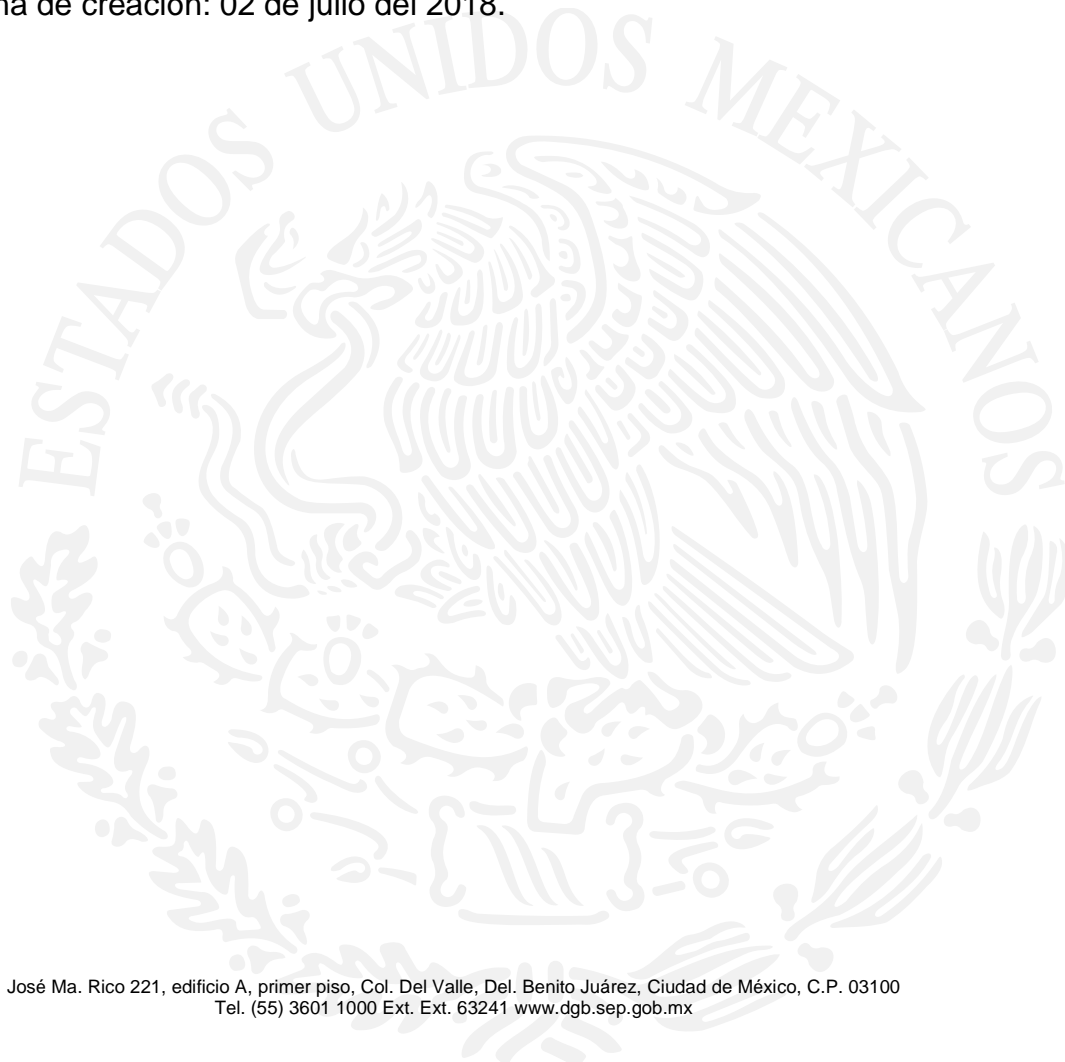 de creación: 02 de julio del 2018.
ESTADOS UNIDOS MEXICANOS
José Ma. Rico 221, edificio A, primer piso, Col. Del Valle, Del. Benito Juárez, Ciudad de México, C.P. 03100
Tel. (55) 3601 1000 Ext. Ext. 63241 www.dgb.sep.gob.mx